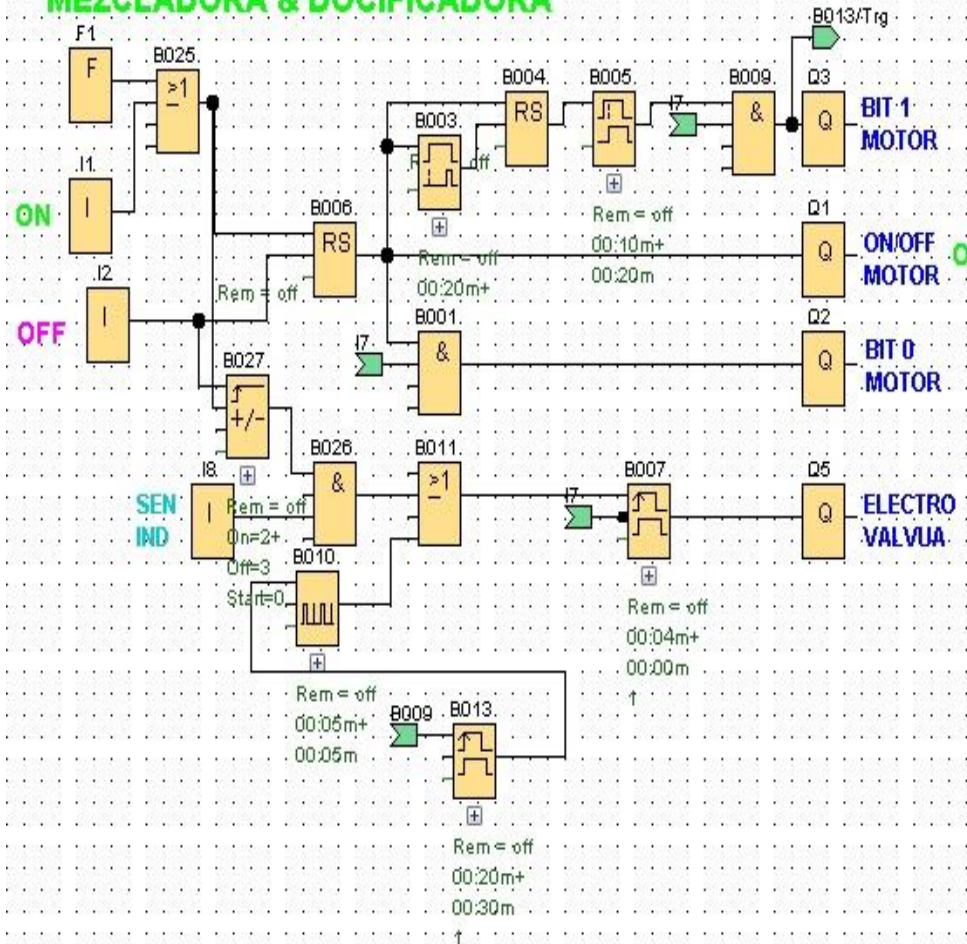 MEZCLADORA & DOCIFICADORA
F1
F
B025
>1
I1
I
ON
I2
I
OFF
B006
RS
Rem = off
B003
Rem = off
00:20m+
B004
RS
B005
Rem = off
00:10m+
00:20m
I7
B009
&
B013/Trg
Q3
Q
BIT 1
MOTOR
Q1
Q
ON/OFF
MOTOR
O
B001
&
I7
Q2
Q
BIT 0
MOTOR
B027
+/-
Rem = off
On=2+
Off=3
Start=0
I8
I
SEN
IND
B026
&
B011
>1
I7
B007
Rem = off
00:04m+
00:00m
↑
Q5
Q
ELECTRO
VALVUA
B010
Rem = off
00:05m+
00:05m
B009
B013
Rem = off
00:20m+
00:30m
↑